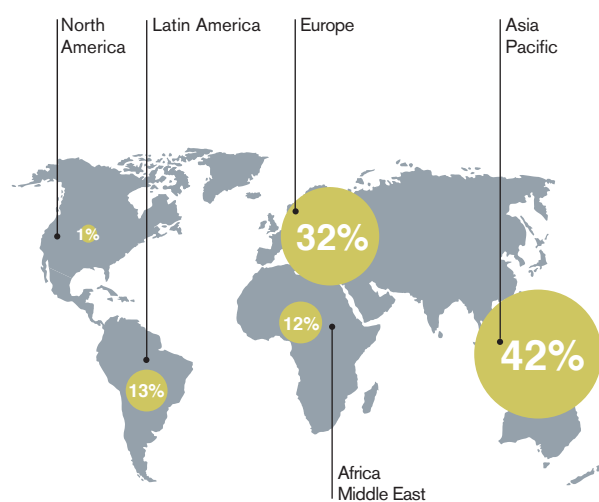 North
America
Latin America
Europe
Asia
Pacific
1%
32%
12%
42%
13%
Africa
Middle East